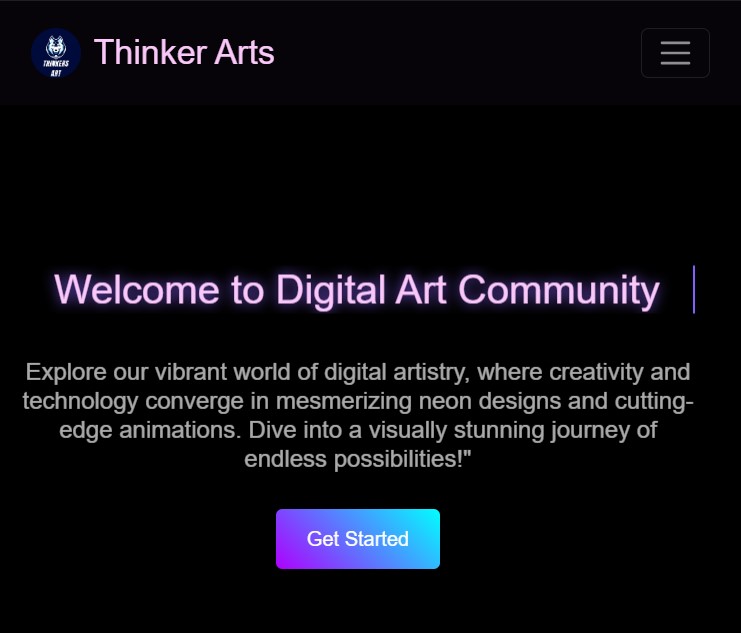 THINKERS
ART
Thinker Arts
Welcome to Digital Art Community
Explore our vibrant world of digital artistry, where creativity and
technology converge in mesmerizing neon designs and cutting-
edge animations. Dive into a visually stunning journey of
endless possibilities!"
Get Started